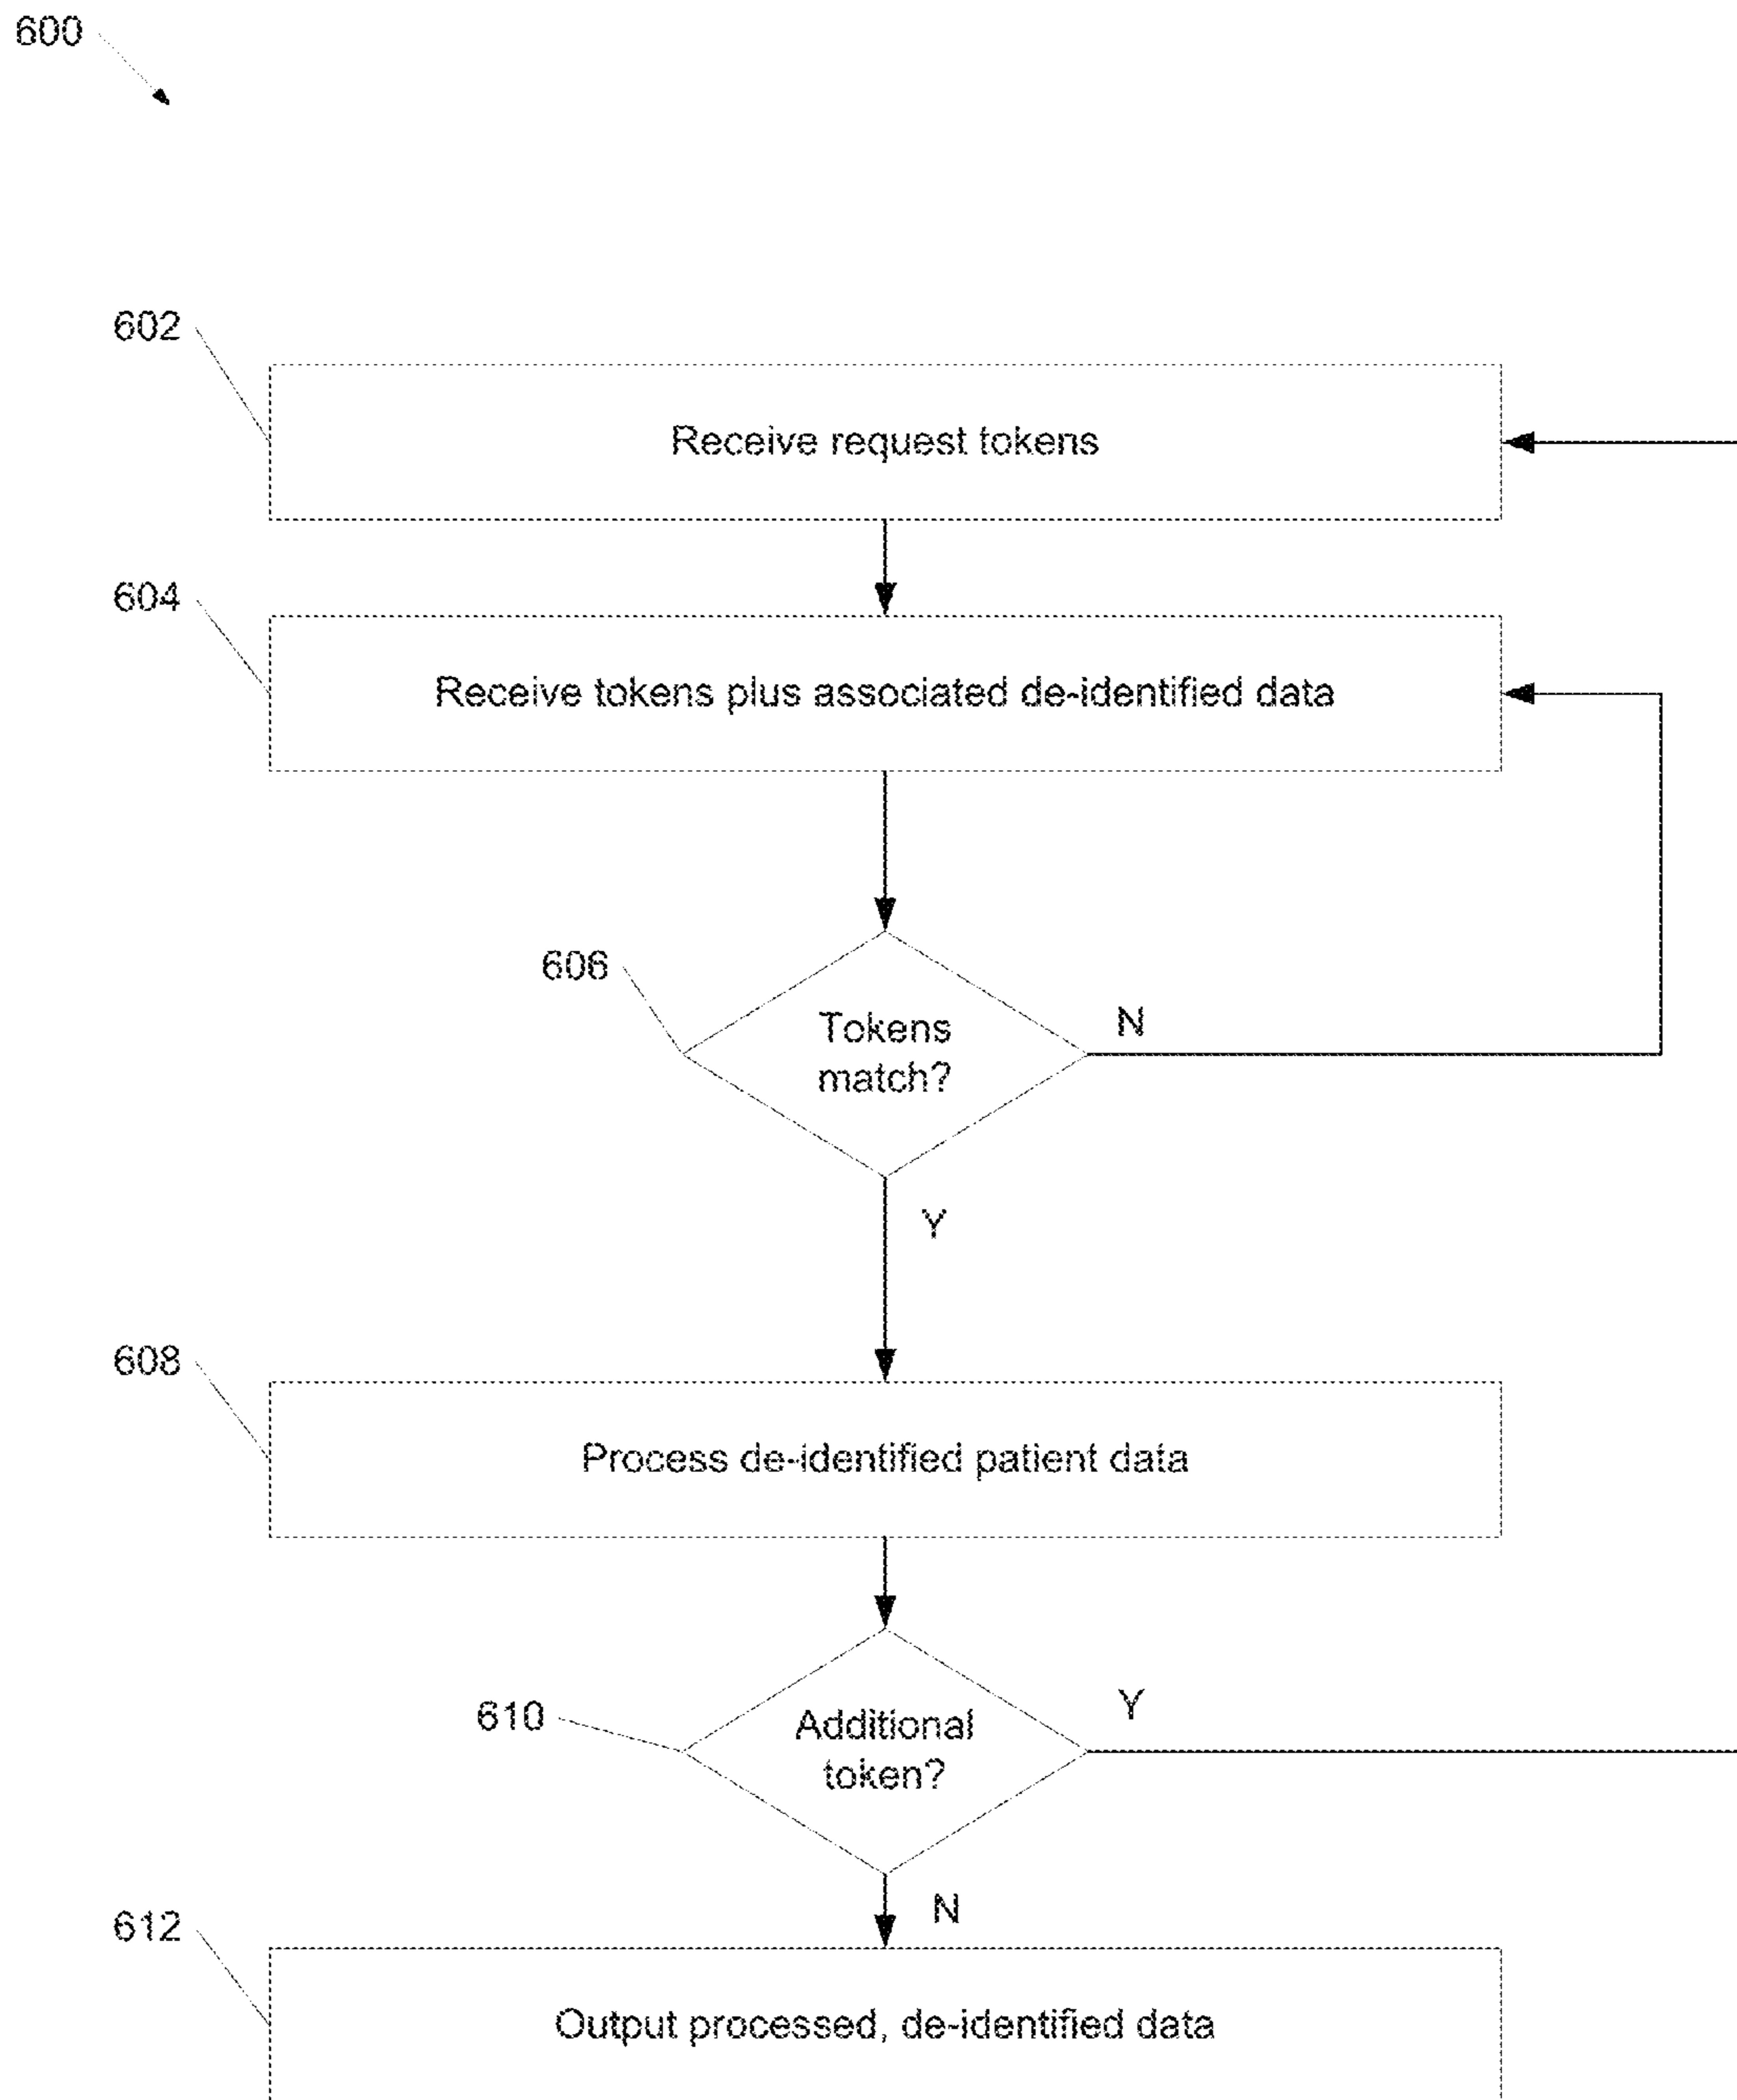 600
602
Receive request tokens
604
Receive tokens plus associated de-identified data
606
Tokens
match?
N
Y
608
Process de-identified patient data
610
Additional
token?
Y
N
612
Output processed, de-identified data